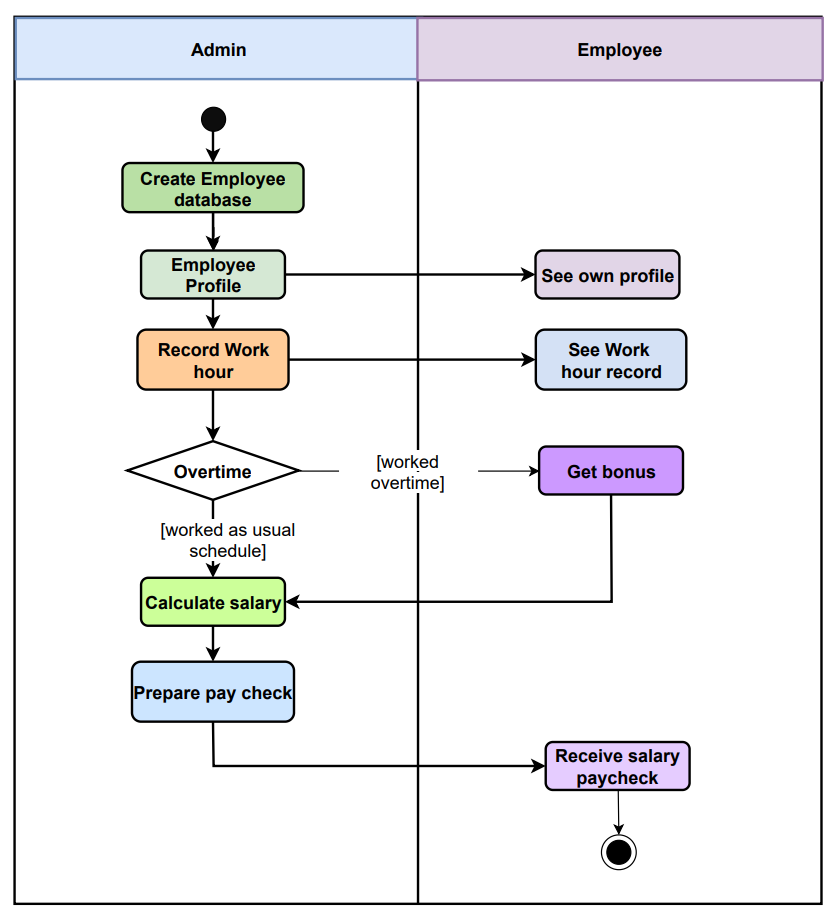 Admin
Employee
Create Employee
database
Employee
Profile
See own profile
Record Work
hour
See Work
hour record
Overtime
[worked
overtime]
Get bonus
[worked as usual
schedule]
Calculate salary
Prepare pay check
Receive salary
paycheck